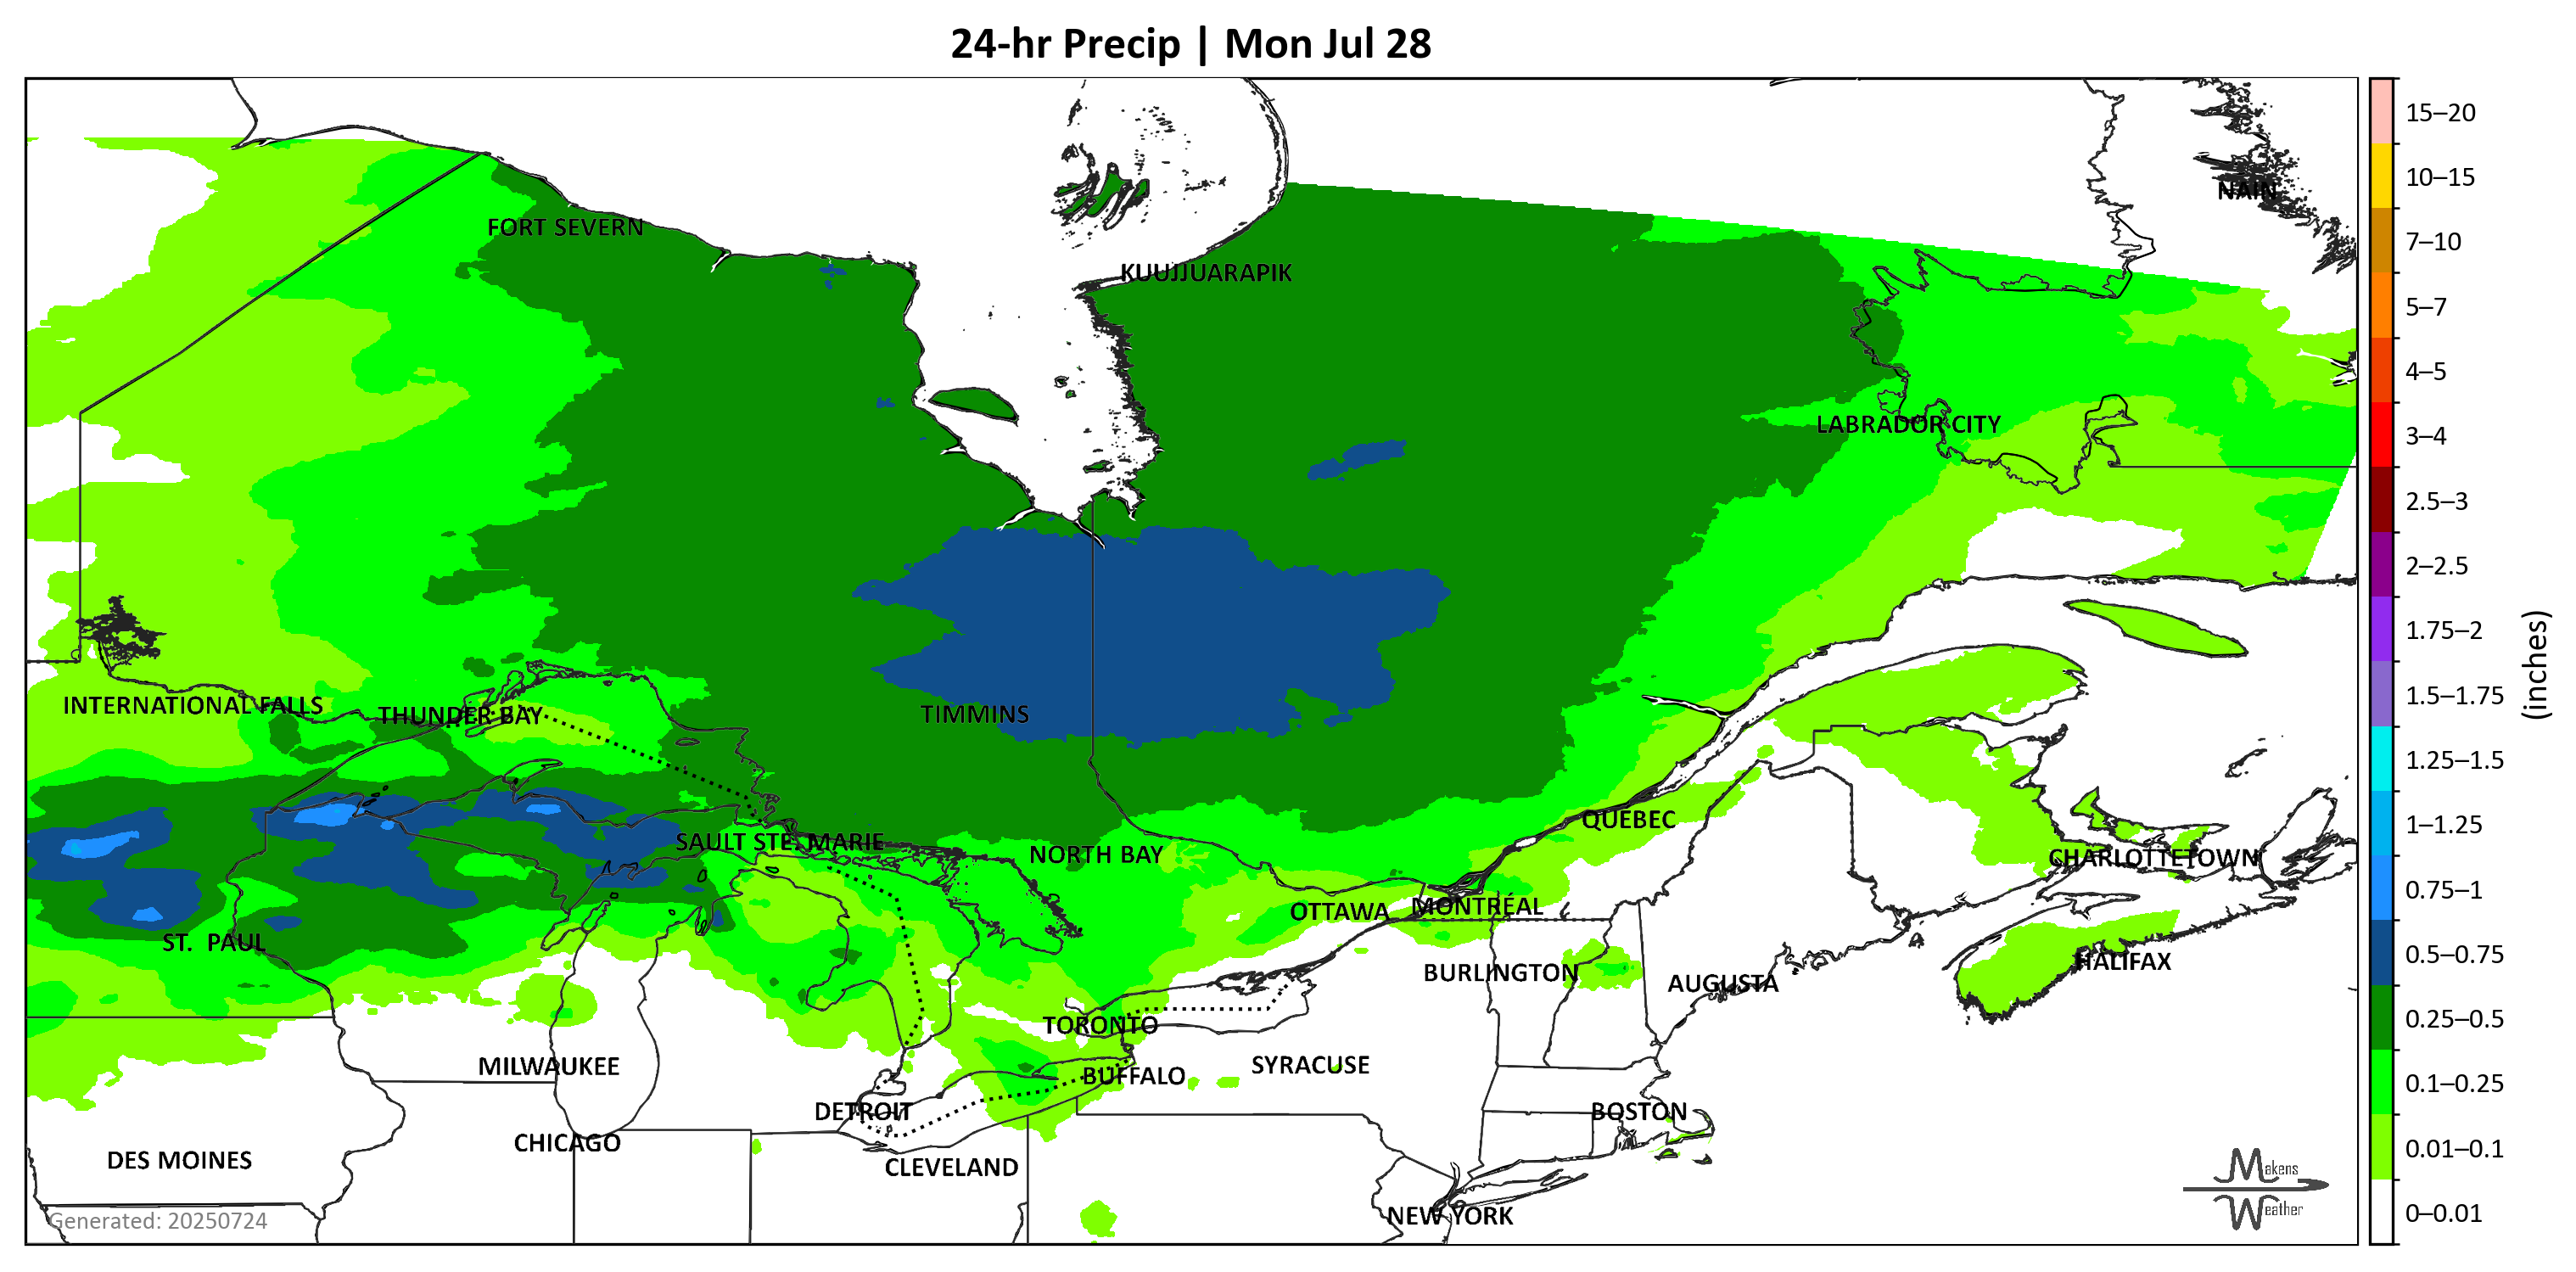 24-hr Precip | Mon Jul 28
15–20
10–15
NAIN
FORT SEVERN
7–10
KUUJJUARAPIK
5–7
4–5
LABRADOR CITY
3–4
2.5–3
2–2.5
1.75–2
(inches)
INTERNATIONAL FALLS
THUNDER BAY
TIMMINS
1.5–1.75
1.25–1.5
QUEBEC
1–1.25
SAULT STE. MARIE
NORTH BAY
CHARLOTTETOWN
0.75–1
OTTAWA
MONTRÉAL
ST. PAUL
0.5–0.75
BURLINGTON
AUGUSTA
HALIFAX
TORONTO
0.25–0.5
MILWAUKEE
BUFFALO
SYRACUSE
0.1–0.25
DETROIT
BOSTON
CHICAGO
0.01–0.1
DES MOINES
CLEVELAND
Makens
Weather
Generated: 20250724
NEW YORK
0–0.01